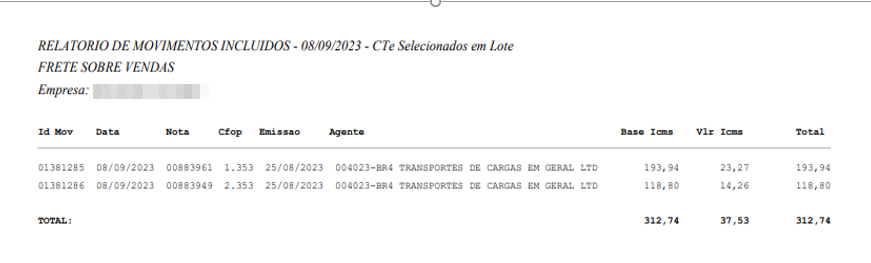 RELATORIO DE MOVIMENTOS INCLUIDOS - 08/09/2023 - CTe Selecionados em Lote
FRETE SOBRE VENDAS
Empresa:
Id Mov Data Nota Cfop Emissao Agente Base Icms Vlr Icms Total
01381285 08/09/2023 00883961 1.353 25/08/2023 004023-BR4 TRANSPORTES DE CARGAS EM GERAL LTD 193,94 23,27 193,94
01381286 08/09/2023 00883949 2.353 25/08/2023 004023-BR4 TRANSPORTES DE CARGAS EM GERAL LTD 118,80 14,26 118,80
TOTAL: 312,74 37,53 312,74